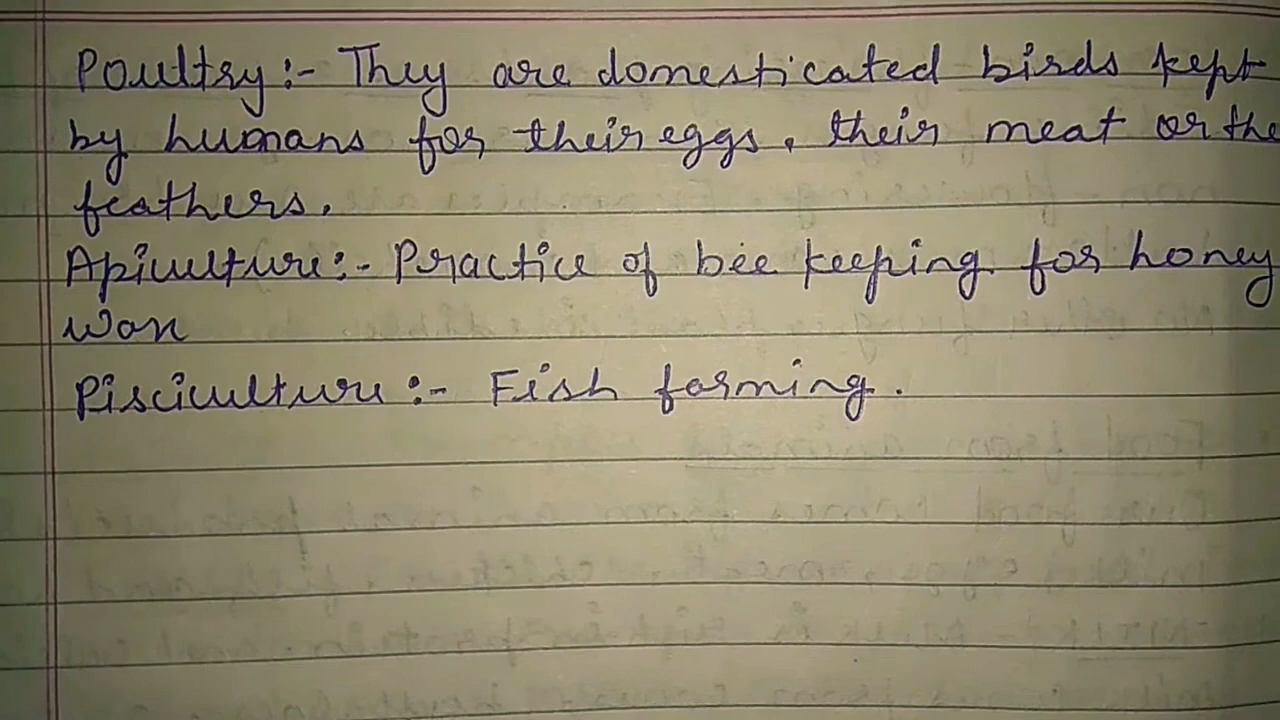 Poultry :- They are domesticated birds kept
by humans for their eggs, their meat or the
feathers.
Apiculture :- Practice of bee keeping for honey
wax
Pisciculture :- Fish farming.